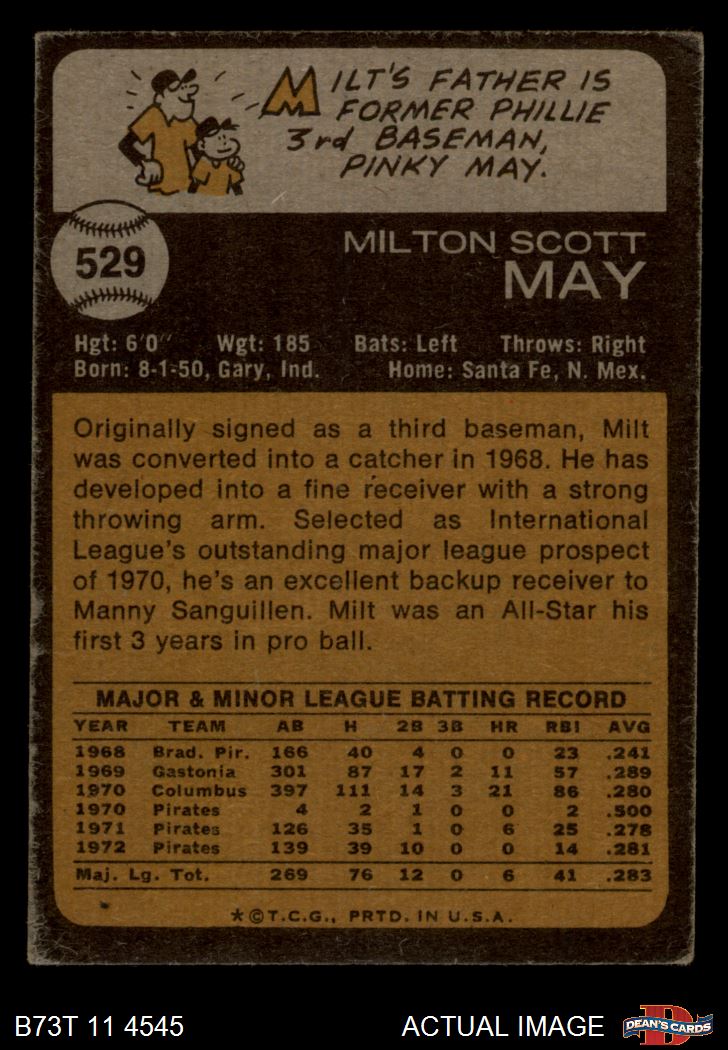 MILT'S FATHER IS
FORMER PHILLIE
3rd BASEMAN,
PINKY MAY.
529
MILTON SCOTT
MAY
Hgt: 6'0" Wgt: 185 Bats: Left Throws: Right
Born: 8-1-50, Gary, Ind. Home: Santa Fe, N. Mex.
Originally signed as a third baseman, Milt
was converted into a catcher in 1968. He has
developed into a fine receiver with a strong
throwing arm. Selected as International
League's outstanding major league prospect
of 1970, he's an excellent backup receiver to
Manny Sanguillen. Milt was an All-Star his
first 3 years in pro ball.
MAJOR & MINOR LEAGUE BATTING RECORD
YEAR TEAM AB H 2B 3B HR RBI AVG
1968 Brad. Pir. 166 40 4 0 0 23 .241
1969 Gastonia 301 87 17 2 11 57 .289
1970 Columbus 397 111 14 3 21 86 .280
1970 Pirates 4 2 1 0 0 2 .500
1971 Pirates 126 35 1 0 6 25 .278
1972 Pirates 139 39 10 0 0 14 .281
Maj. Lg. Tot. 269 76 12 0 6 41 .283
*©T.C.G., PRTD. IN U.S.A.
B73T 11 4545 ACTUAL IMAGE
D
DEAN'S CARDS